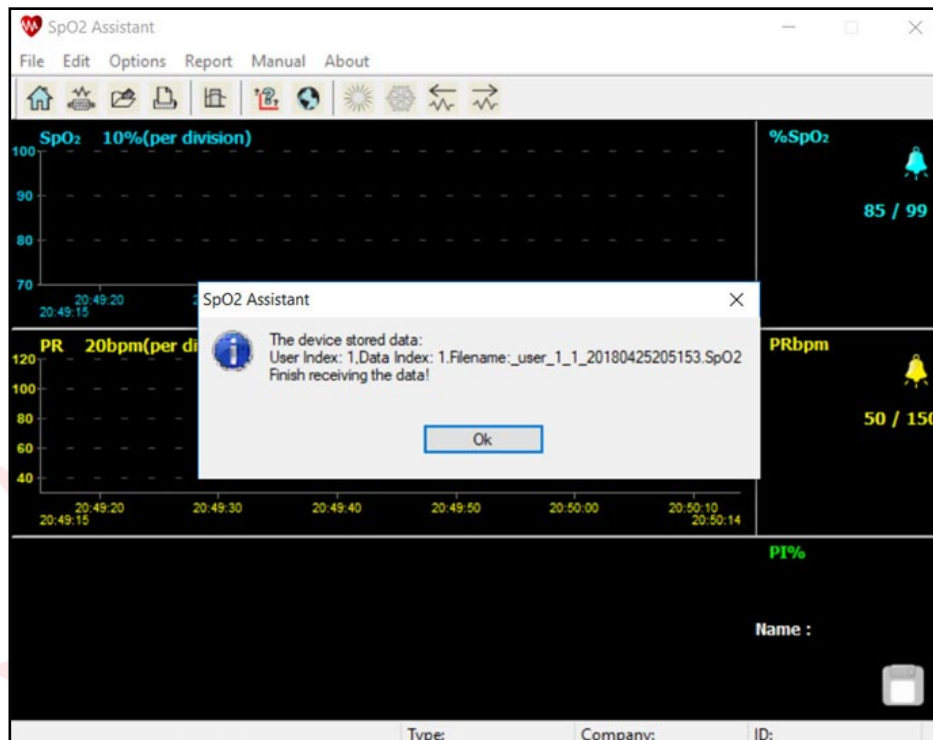 SpO2 Assistant
File Edit Options Report Manual About
SpO2 10%(per division)
%SpO2
100
90
80
70
85 / 99
20:49:20
20:49:15
SpO2 Assistant
The device stored data:
User Index: 1,Data Index: 1.Filename:_user_1_1_20180425205153.SpO2
Finish receiving the data!
Ok
PR 20bpm(per di
PRbpm
120
100
80
60
40
50 / 150
20:49:20 20:49:30 20:49:40 20:49:50 20:50:00 20:50:10
20:49:15 20:50:14
PI%
Name :
Type: Company: ID: